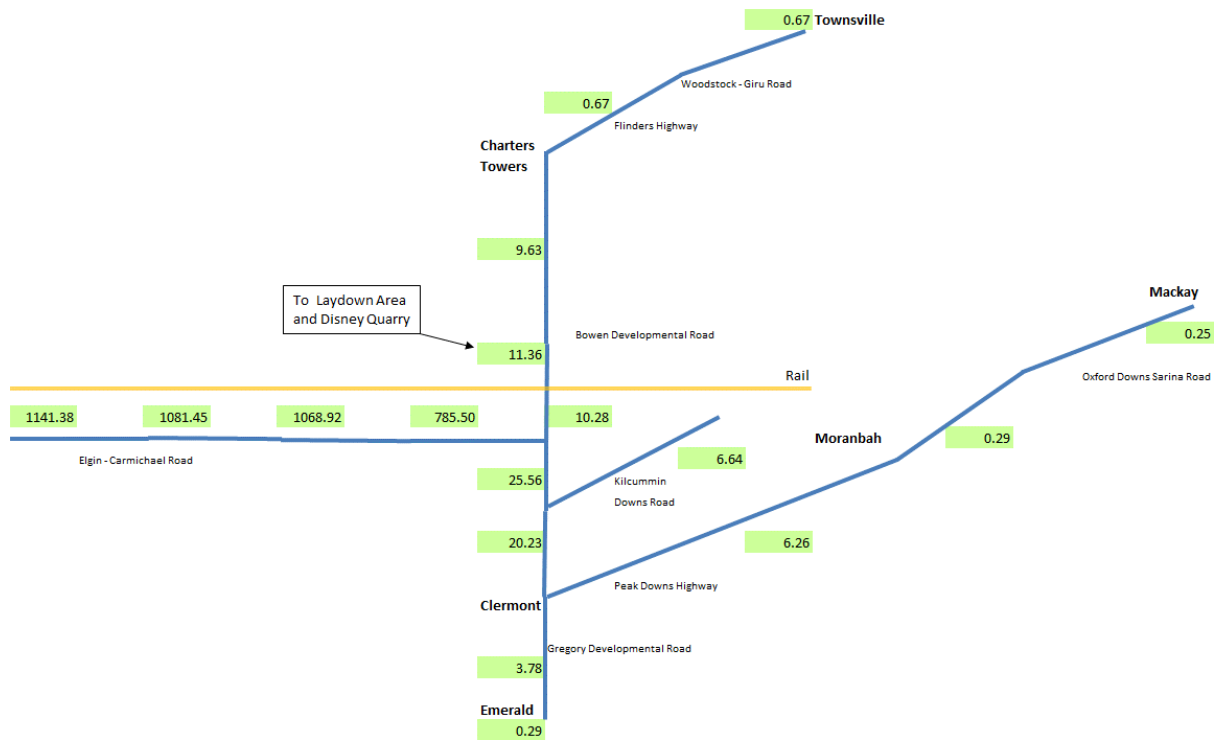 0.67 Townsville
Woodstock - Giru Road
0.67
Flinders Highway
Charters
Towers
9.63
To Laydown Area
and Disney Quarry
Mackay
Bowen Developmental Road
0.25
11.36
Rail
Oxford Downs Sarina Road
1141.38 1081.45 1068.92 785.50 10.28
Moranbah
0.29
Elgin - Carmichael Road
6.64
25.56
Kilcummin
Downs Road
20.23
6.26
Peak Downs Highway
Clermont
Gregory Developmental Road
3.78
Emerald
0.29